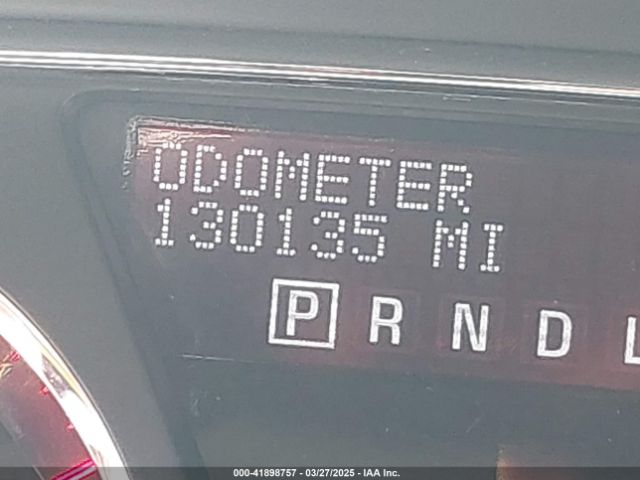 ODOMETER
130135 MI
P R N D L
000-41898757 - 03/27/2025 - IAA Inc.